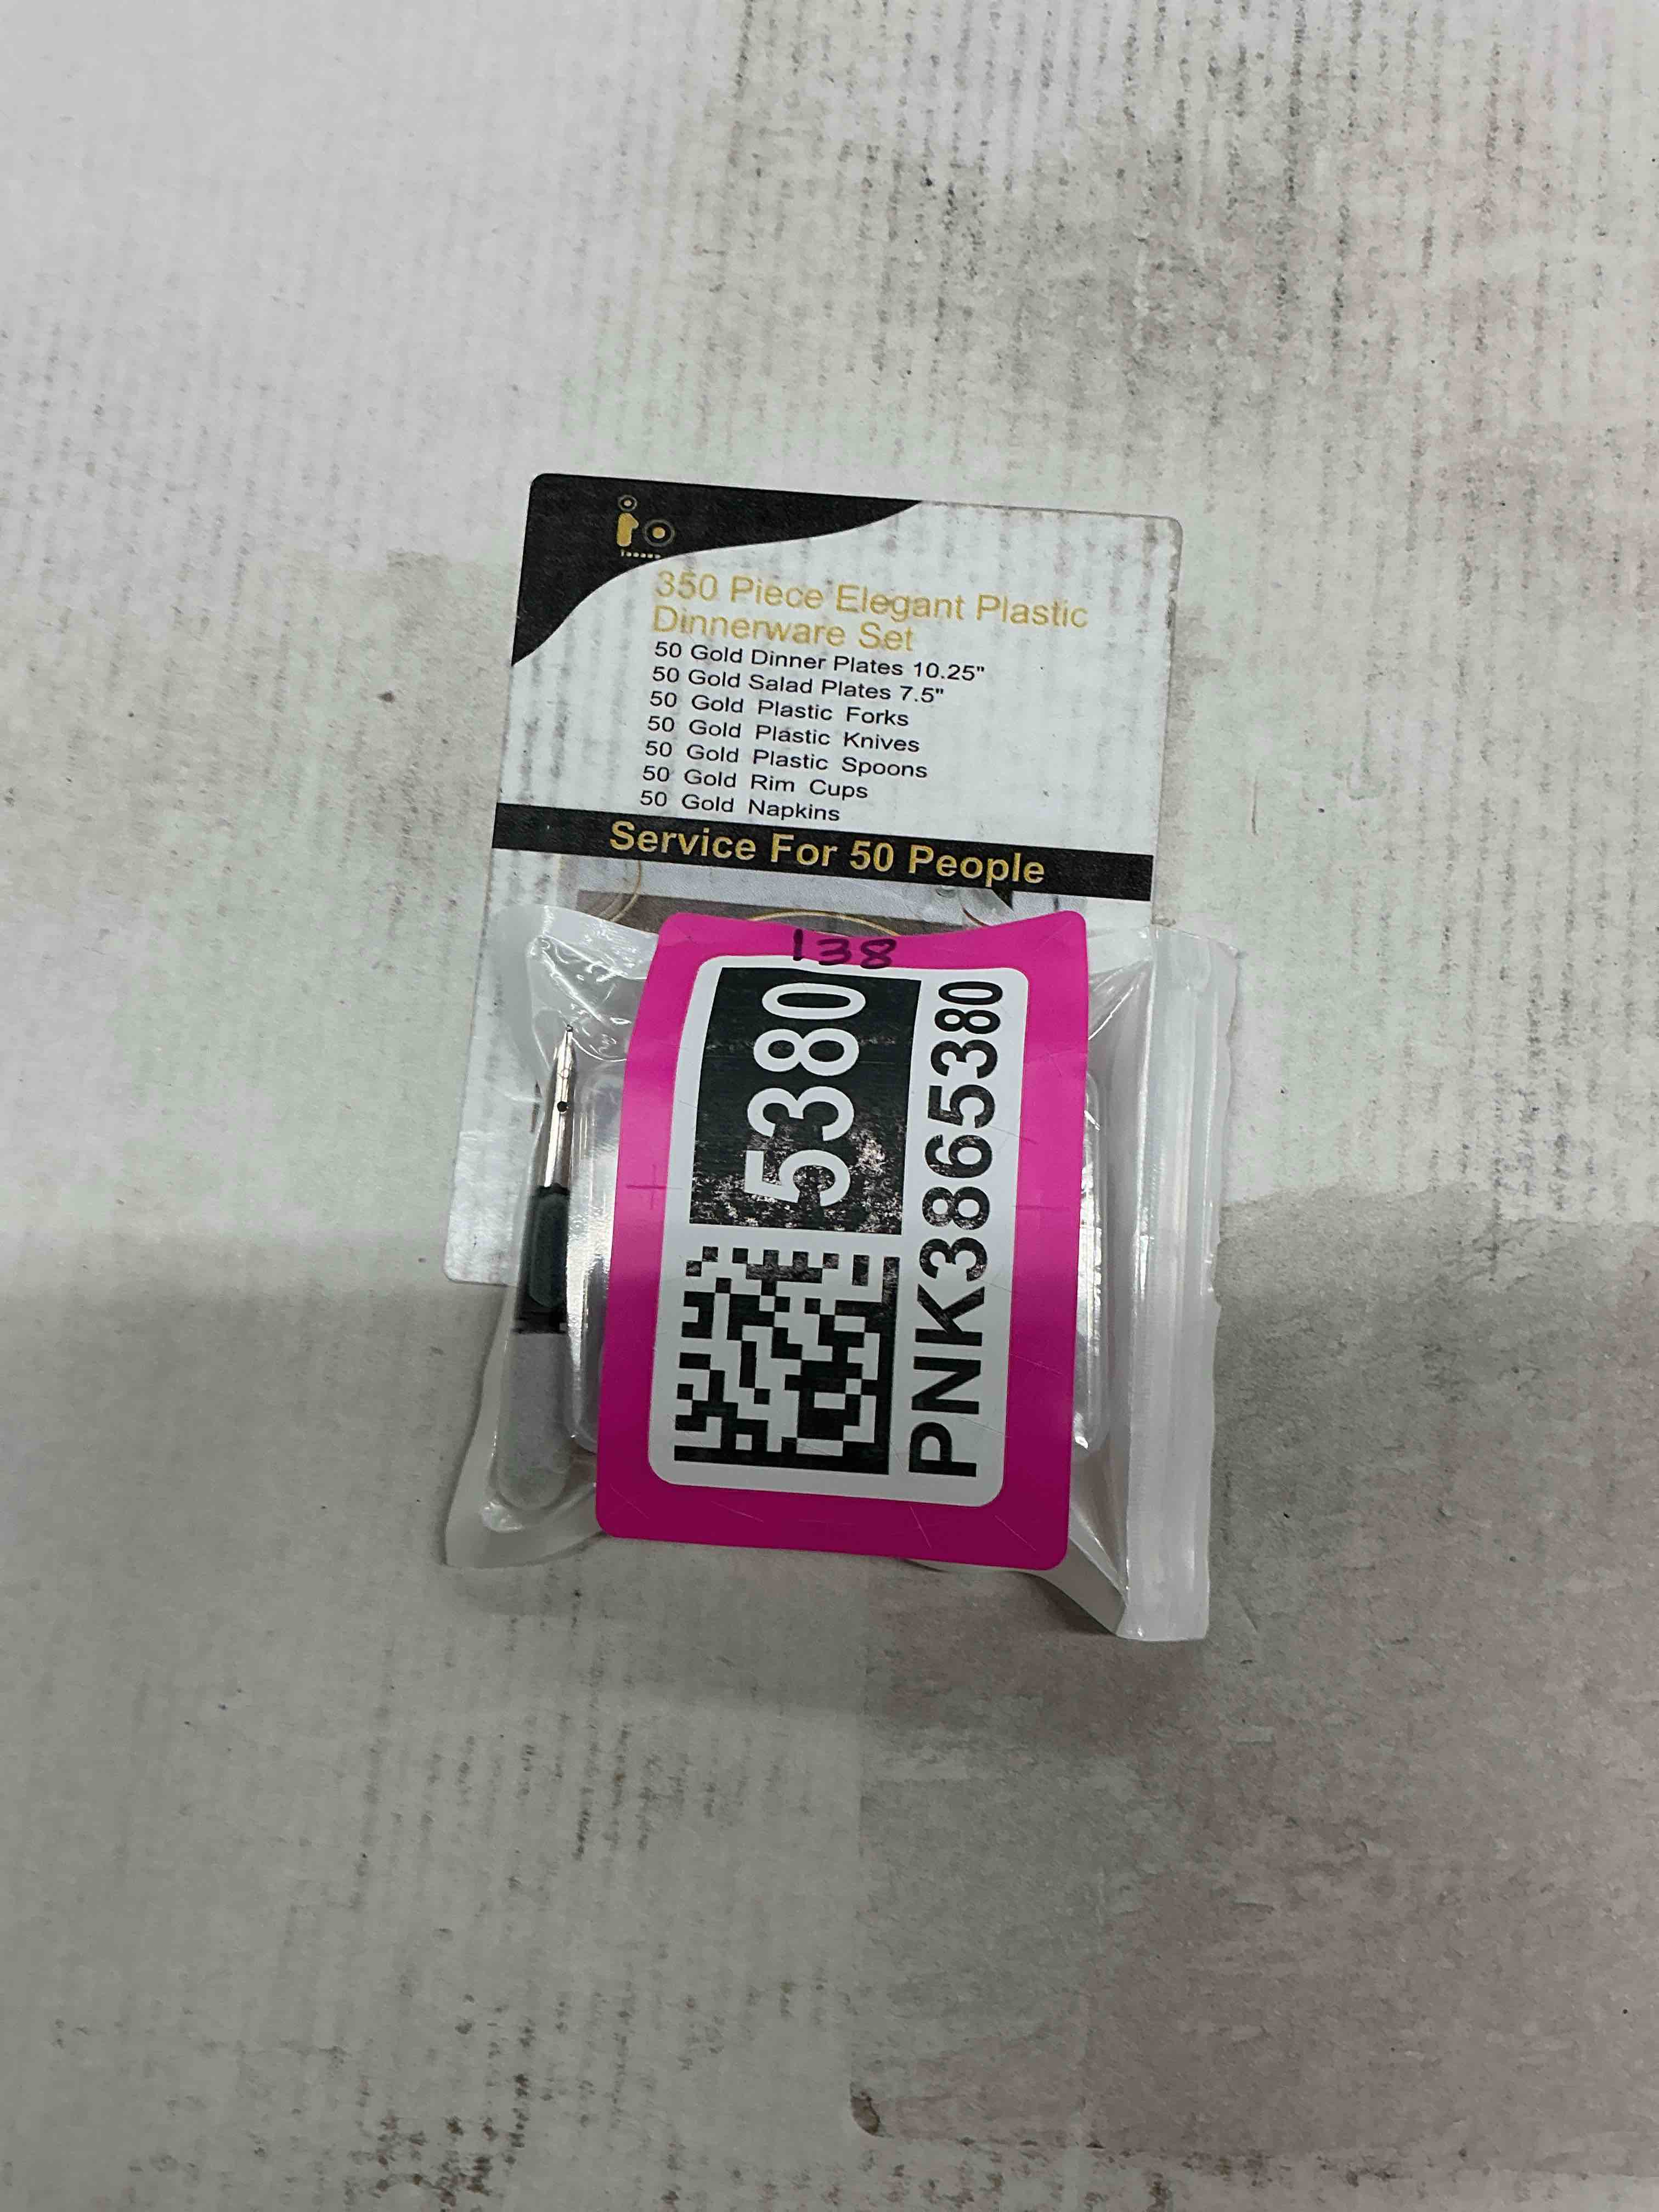 350 Piece Elegant Plastic
Dinnerware Set
50 Gold Dinner Plates 10.25"
50 Gold Salad Plates 7.5"
50 Gold Plastic Forks
50 Gold Plastic Knives
50 Gold Plastic Spoons
50 Gold Rim Cups
50 Gold Napkins
Service For 50 People
138
5380
PNK3865380